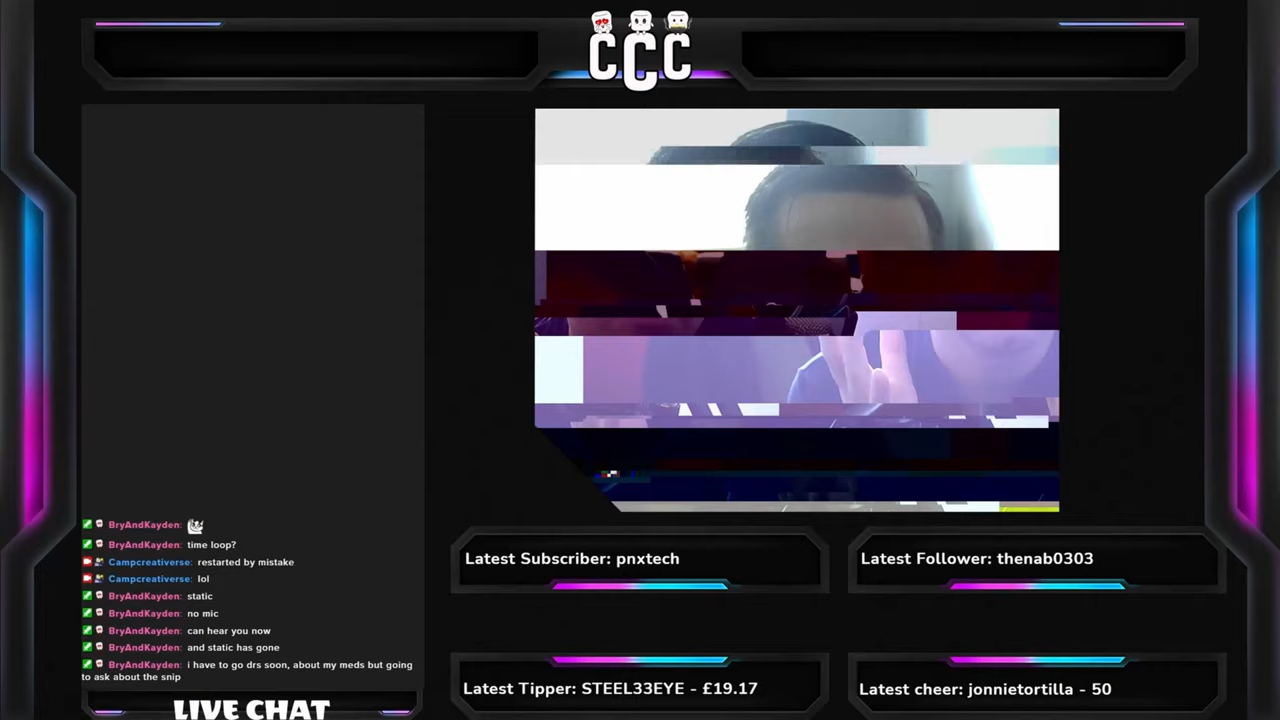 CCC
BryAndKayden:
BryAndKayden: time loop?
Campcreativerse: restarted by mistake
Campcreativerse: lol
BryAndKayden: static
BryAndKayden: no mic
BryAndKayden: can hear you now
BryAndKayden: and static has gone
BryAndKayden: i have to go drs soon, about my meds but going
to ask about the snip
LIVE CHAT
Latest Subscriber: pnxtech
Latest Follower: thenab0303
Latest Tipper: STEEL33EYE - £19.17
Latest cheer: jonnietortilla - 50